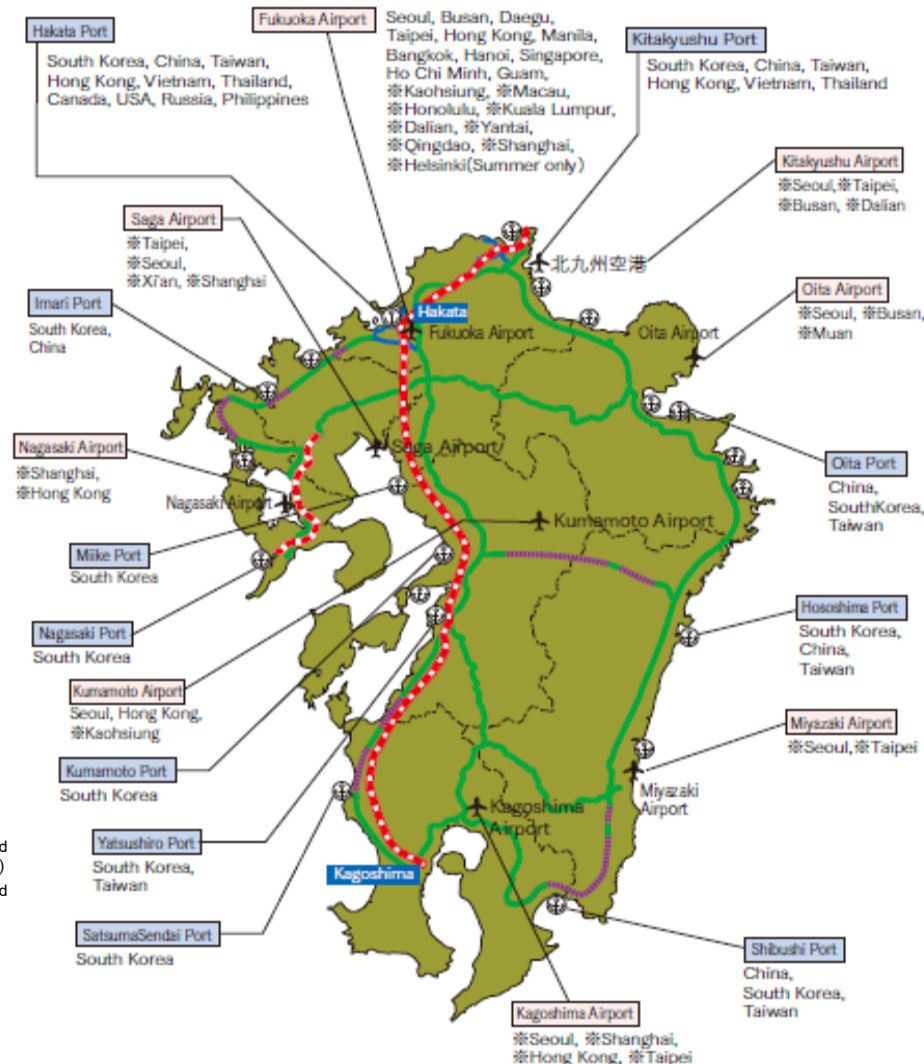 Hakata Port
South Korea, China, Taiwan,
Hong Kong, Vietnam, Thailand,
Canada, USA, Russia, Philippines
Fukuoka Airport
Seoul, Busan, Daegu,
Taipei, Hong Kong, Manila,
Bangkok, Hanoi, Singapore,
Ho Chi Minh, Guam,
※Kaohsiung, ※Macau,
※Honolulu, ※Kuala Lumpur,
※Dalian, ※Yantai,
※Qingdao, ※Shanghai,
※Helsinki(Summer only)
Kitakyushu Port
South Korea, China, Taiwan,
Hong Kong, Vietnam, Thailand
Kitakyushu Airport
※Seoul,※Taipei,
※Busan, ※Dalian
Saga Airport
※Taipei,
※Seoul,
※Xi'an, ※Shanghai
北九州空港
Imari Port
South Korea,
China
Oita Airport
※Seoul, ※Busan,
※Muan
Hakata
Fukuoka Airport
Oita Airport
Nagasaki Airport
※Shanghai,
※Hong Kong
Saga Airport
Oita Port
China,
SouthKorea,
Taiwan
Nagasaki Airport
Kumamoto Airport
Miike Port
South Korea
Nagasaki Port
South Korea
Hososhima Port
South Korea,
China,
Taiwan
Kumamoto Airport
Seoul, Hong Kong,
※Kaohsiung
Miyazaki Airport
※Seoul,※Taipei
Kumamoto Port
South Korea
Miyazaki
Airport
Kagoshima
Airport
Yatsushiro Port
South Korea,
Taiwan
d
)
d
Kagoshima
SatsumaSendai Port
South Korea
Shibushi Port
China,
South Korea,
Taiwan
Kagoshima Airport
※Seoul, ※Shanghai,
※Hong Kong, ※Taipei